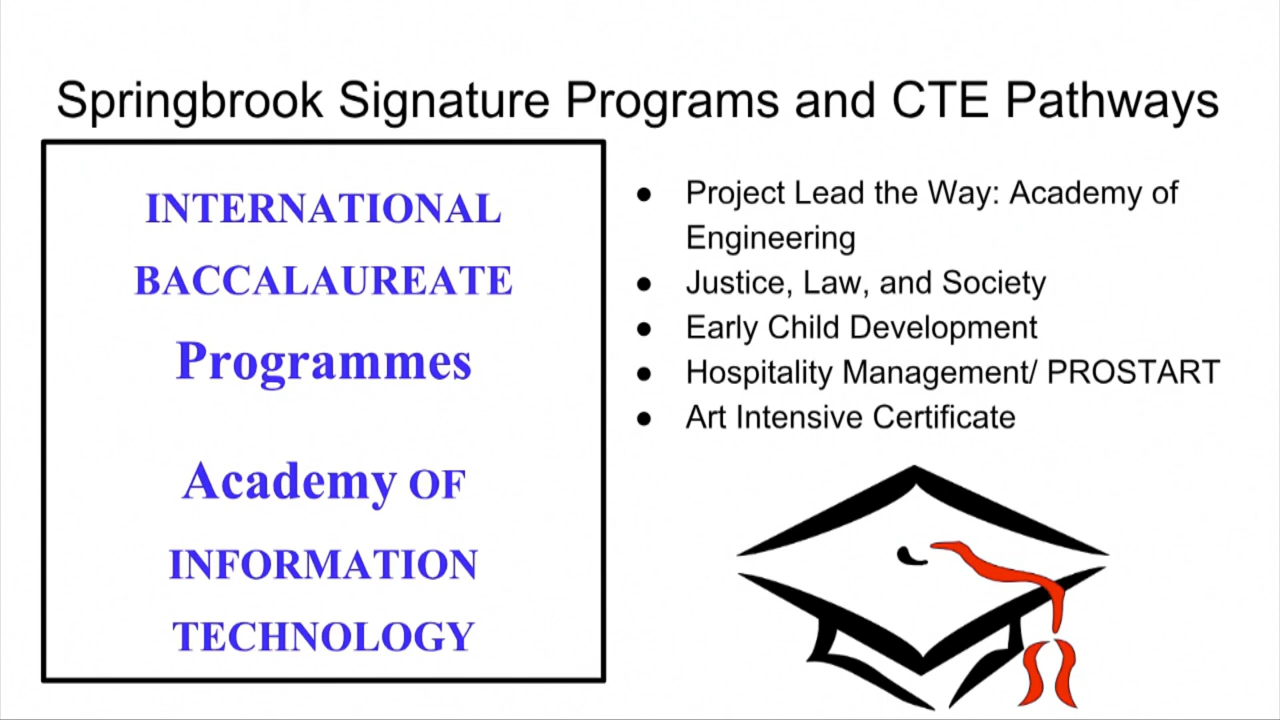 Springbrook Signature Programs and CTE Pathways
INTERNATIONAL
BACCALAUREATE
Programmes
Academy OF
INFORMATION
TECHNOLOGY
● Project Lead the Way: Academy of
Engineering
● Justice, Law, and Society
● Early Child Development
● Hospitality Management/ PROSTART
● Art Intensive Certificate